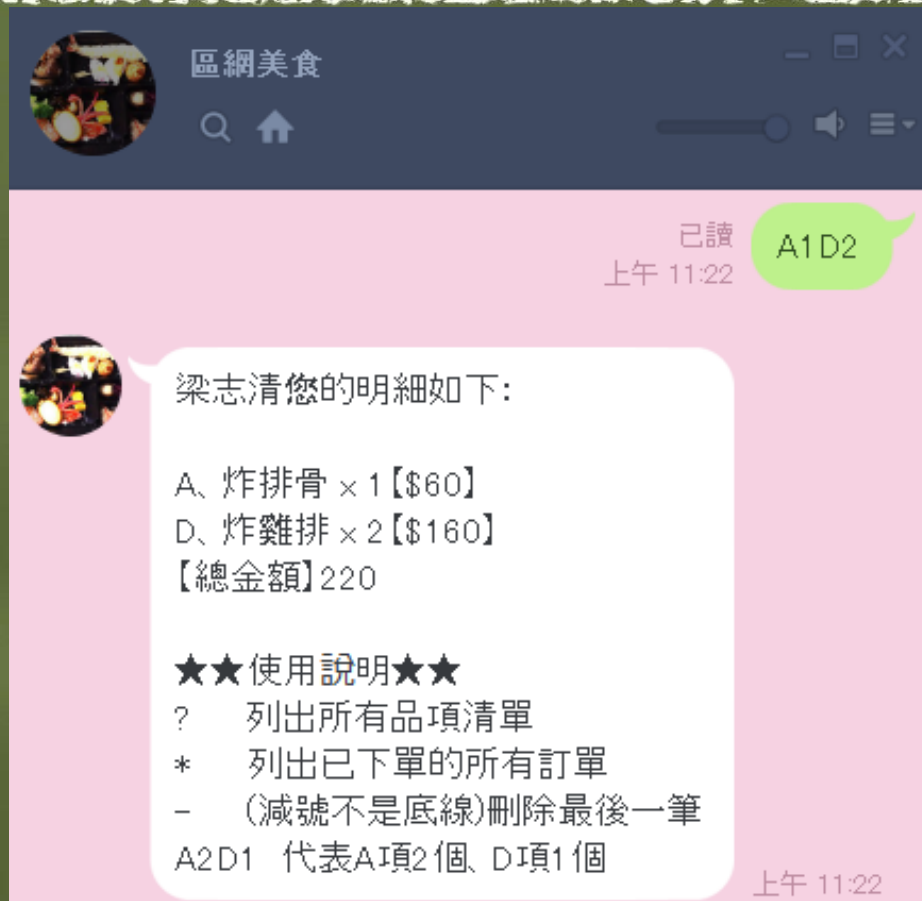 區網美食
已讀
上午 11:22
A1D2
梁志清您的明細如下:
A、炸排骨 × 1【$60】
D、炸雞排 × 2【$160】
【總金額】220
★★使用說明★★
? 列出所有品項清單
* 列出已下單的所有訂單
- (減號不是底線)刪除最後一筆
A2D1 代表A項2個、D項1個
上午 11:22